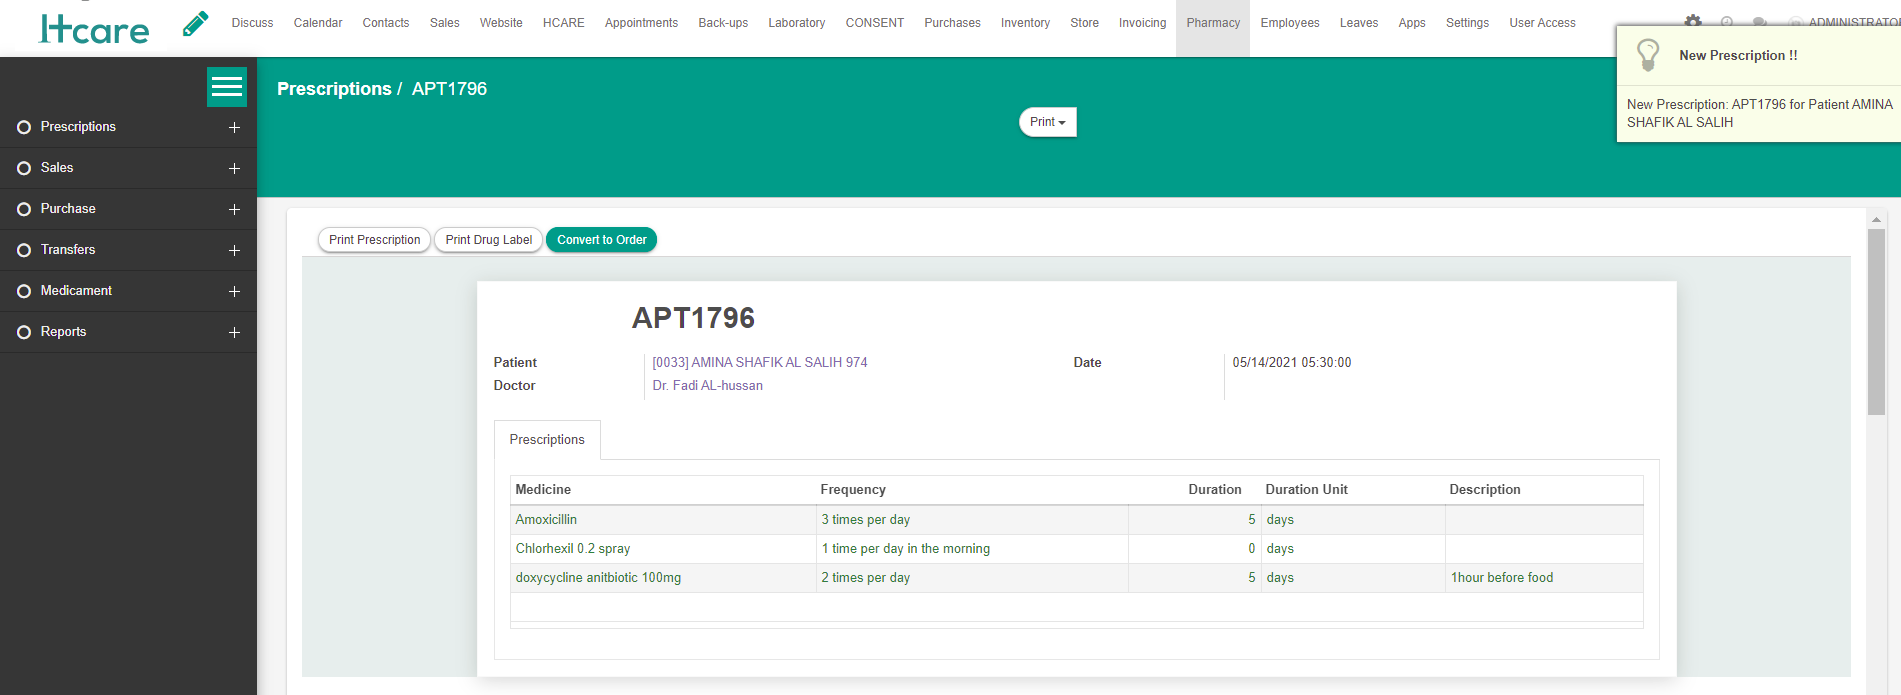 Htcare
Discuss Calendar Contacts Sales Website HCARE Appointments Back-ups Laboratory CONSENT Purchases Inventory Store Invoicing Pharmacy Employees Leaves Apps Settings User Access
New Prescription !!
New Prescription: APT1796 for Patient AMINA
SHAFIK AL SALIH
Prescriptions / APT1796
Print
Prescriptions
Sales
Purchase
Transfers
Medicament
Reports
Print Prescription Print Drug Label Convert to Order
APT1796
Patient [0033] AMINA SHAFIK AL SALIH 974 Date 05/14/2021 05:30:00
Doctor Dr. Fadi AL-hussan
Prescriptions
Medicine Frequency Duration Duration Unit Description
Amoxicillin 3 times per day 5 days
Chlorhexil 0.2 spray 1 time per day in the morning 0 days
doxycycline anitbiotic 100mg 2 times per day 5 days 1hour before food